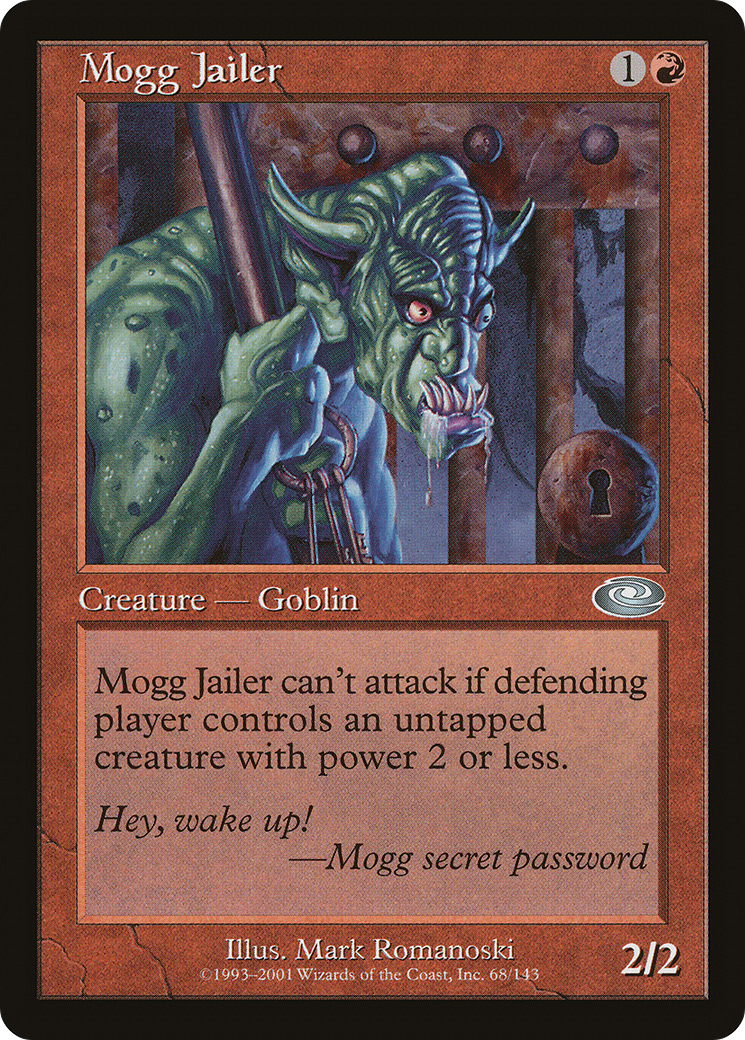 Mogg Jailer 1
Creature — Goblin
Mogg Jailer can't attack if defending
player controls an untapped
creature with power 2 or less.
Hey, wake up!
—Mogg secret password
Illus. Mark Romanoski
©1993–2001 Wizards of the Coast, Inc. 68/143
2/2